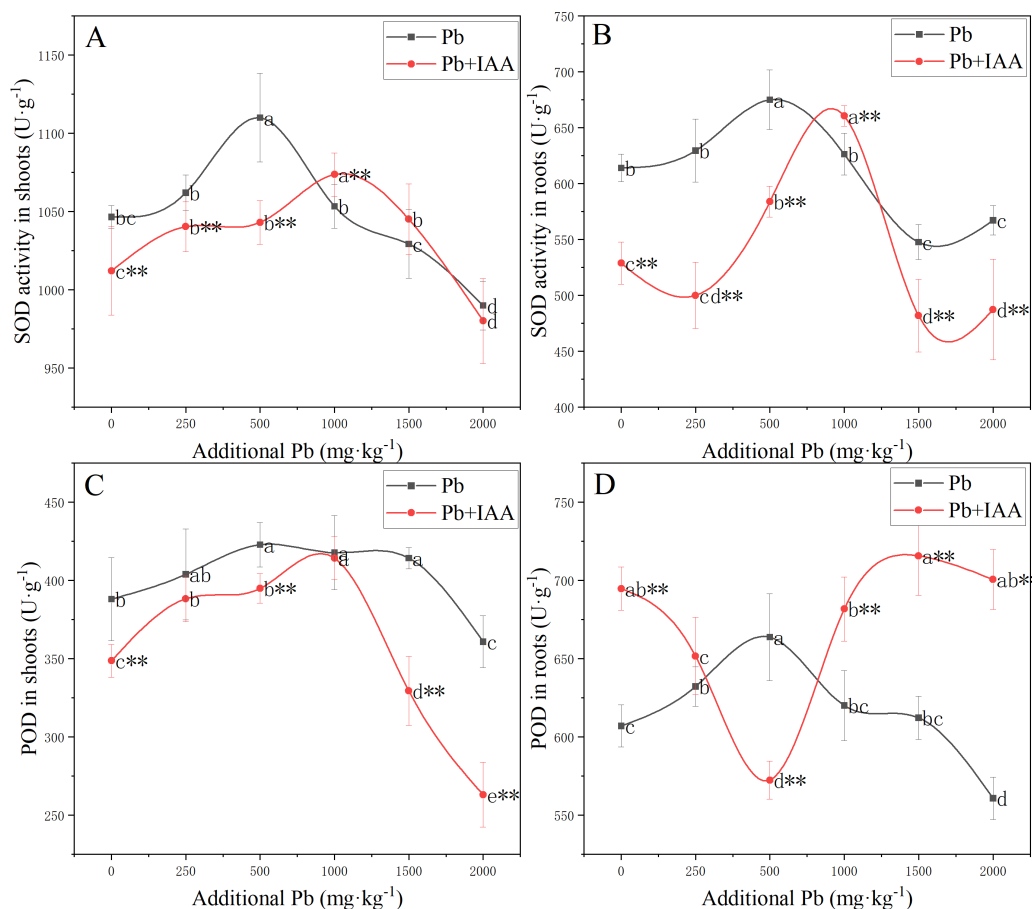 A
Pb
Pb+IAA
SOD activity in shoots (U·g⁻¹)
1150
1100
1050
1000
950
bc
b
a
b
c
d
c**
b**
b**
a**
b
d
0
250
500
1000
1500
2000
Additional Pb (mg·kg⁻¹)
B
Pb
Pb+IAA
SOD activity in roots (U·g⁻¹)
750
700
650
600
550
500
450
400
b
b
a
b
c
c
c**
cd**
b**
a**
d**
d**
0
250
500
1000
1500
2000
Additional Pb (mg·kg⁻¹)
C
Pb
Pb+IAA
POD in shoots (U·g⁻¹)
450
400
350
300
250
b
ab
a
a
a
c
c**
b
b**
a
d**
e**
0
250
500
1000
1500
2000
Additional Pb (mg·kg⁻¹)
D
Pb
Pb+IAA
POD in roots (U·g⁻¹)
750
700
650
600
550
c
b
a
bc
bc
d
ab**
c
d**
b**
a**
ab*
0
250
500
1000
1500
2000
Additional Pb (mg·kg⁻¹)